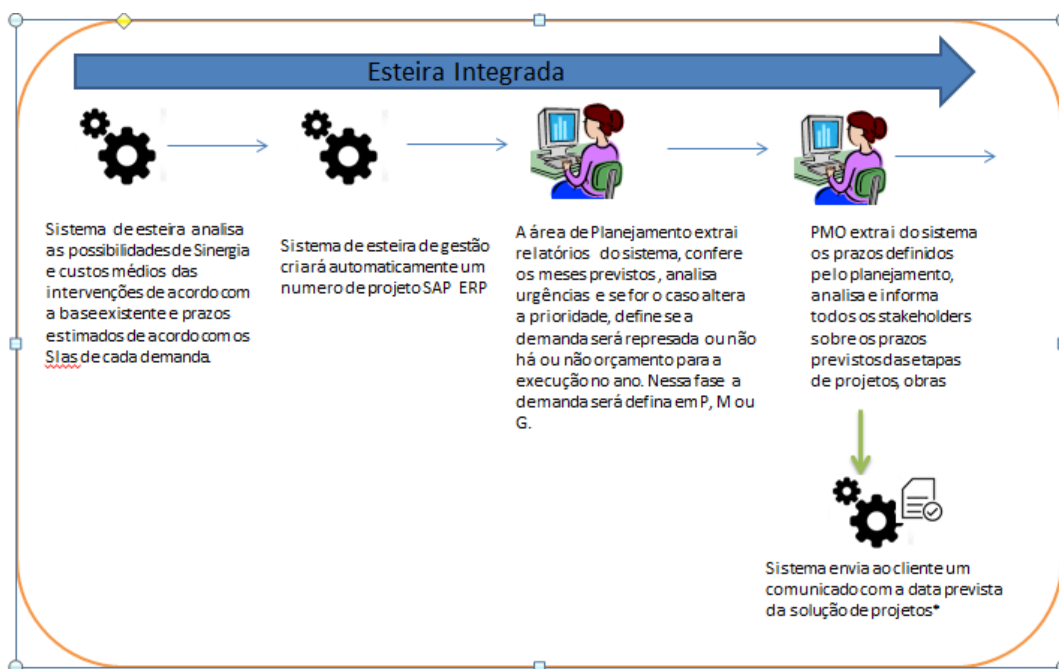 Esteira Integrada
Sistema de esteira analisa
as possibilidades de Sinergia
e custos médios das
intervenções de acordo com
a base existente e prazos
estimados de acordo com os
Slas de cada demanda.
Sistema de esteira de gestão
criará automaticamente um
numero de projeto SAP ERP
A área de Planejamento extrai
relatórios do sistema, confere
os meses previstos , analisa
urgências e se for o caso altera
a prioridade, define se a
demanda será represada ou não
há ou não orçamento para a
execução no ano. Nessa fase a
demanda será defina em P, M ou
G.
PMO extrai do sistema
os prazos definidos
pelo planejamento,
analisa e informa
todos os stakeholders
sobre os prazos
previstos das etapas
de projetos, obras
Sistema envia ao cliente um
comunicado com a data prevista
da solução de projetos*